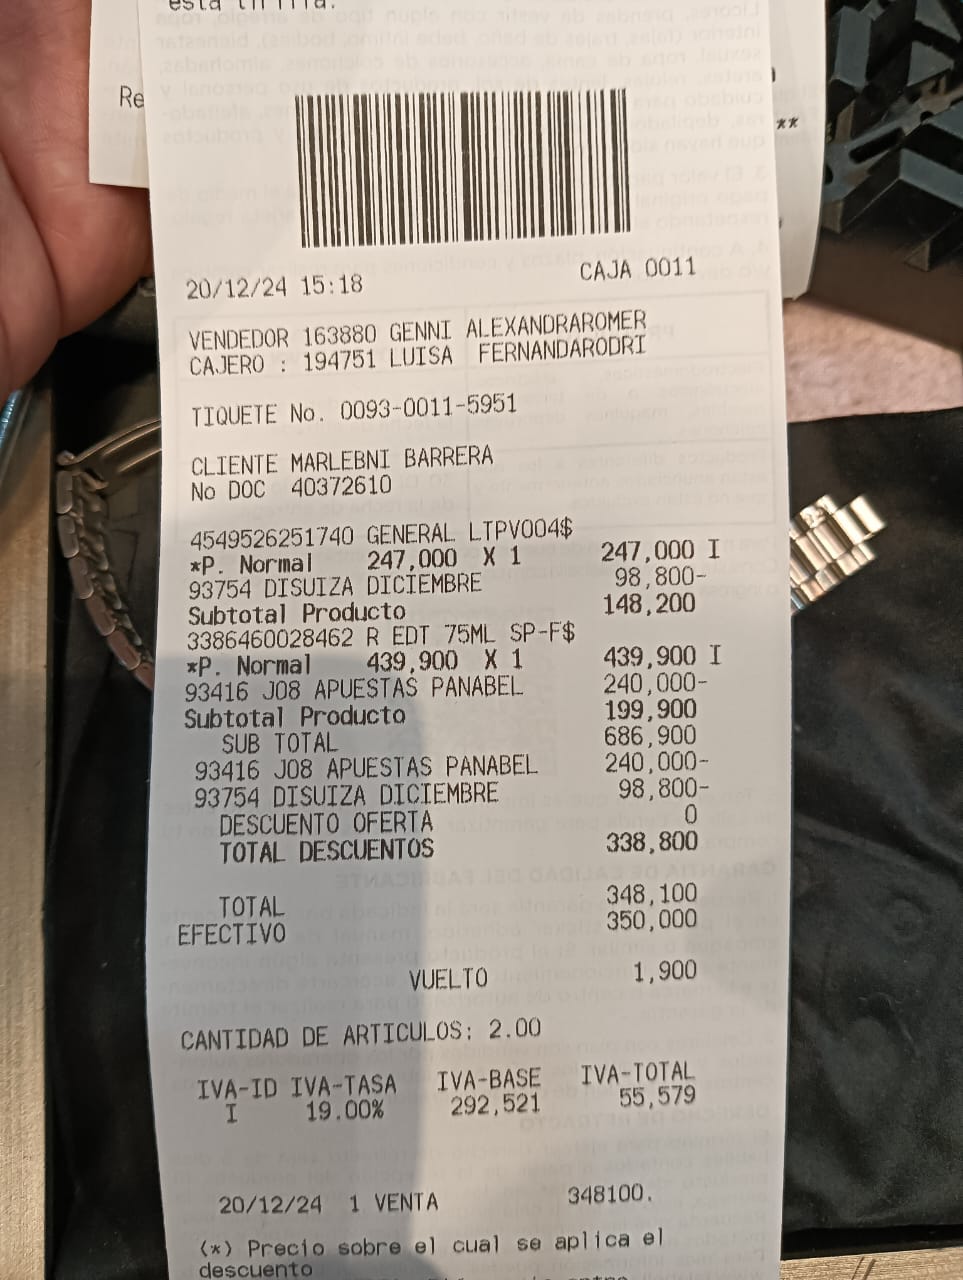 esta tirilla.
Re
**
20/12/24 15:18 CAJA 0011
VENDEDOR 163880 GENNI ALEXANDRAROMER
CAJERO : 194751 LUISA FERNANDARODRI
TIQUETE No. 0093-0011-5951
CLIENTE MARLEBNI BARRERA
No DOC 40372610
4549526251740 GENERAL LTPV004$
*P. Normal 247,000 X 1 247,000 I
93754 DISUIZA DICIEMBRE 98,800-
Subtotal Producto 148,200
3386460028462 R EDT 75ML SP-F$
*P. Normal 439,900 X 1 439,900 I
93416 J08 APUESTAS PANABEL 240,000-
Subtotal Producto 199,900
SUB TOTAL 686,900
93416 J08 APUESTAS PANABEL 240,000-
93754 DISUIZA DICIEMBRE 98,800-
DESCUENTO OFERTA 0
TOTAL DESCUENTOS 338,800
TOTAL 348,100
EFECTIVO 350,000
VUELTO 1,900
CANTIDAD DE ARTICULOS: 2.00
IVA-ID IVA-TASA IVA-BASE IVA-TOTAL
I 19.00% 292,521 55,579
20/12/24 1 VENTA 348100.
(*) Precio sobre el cual se aplica el
descuento